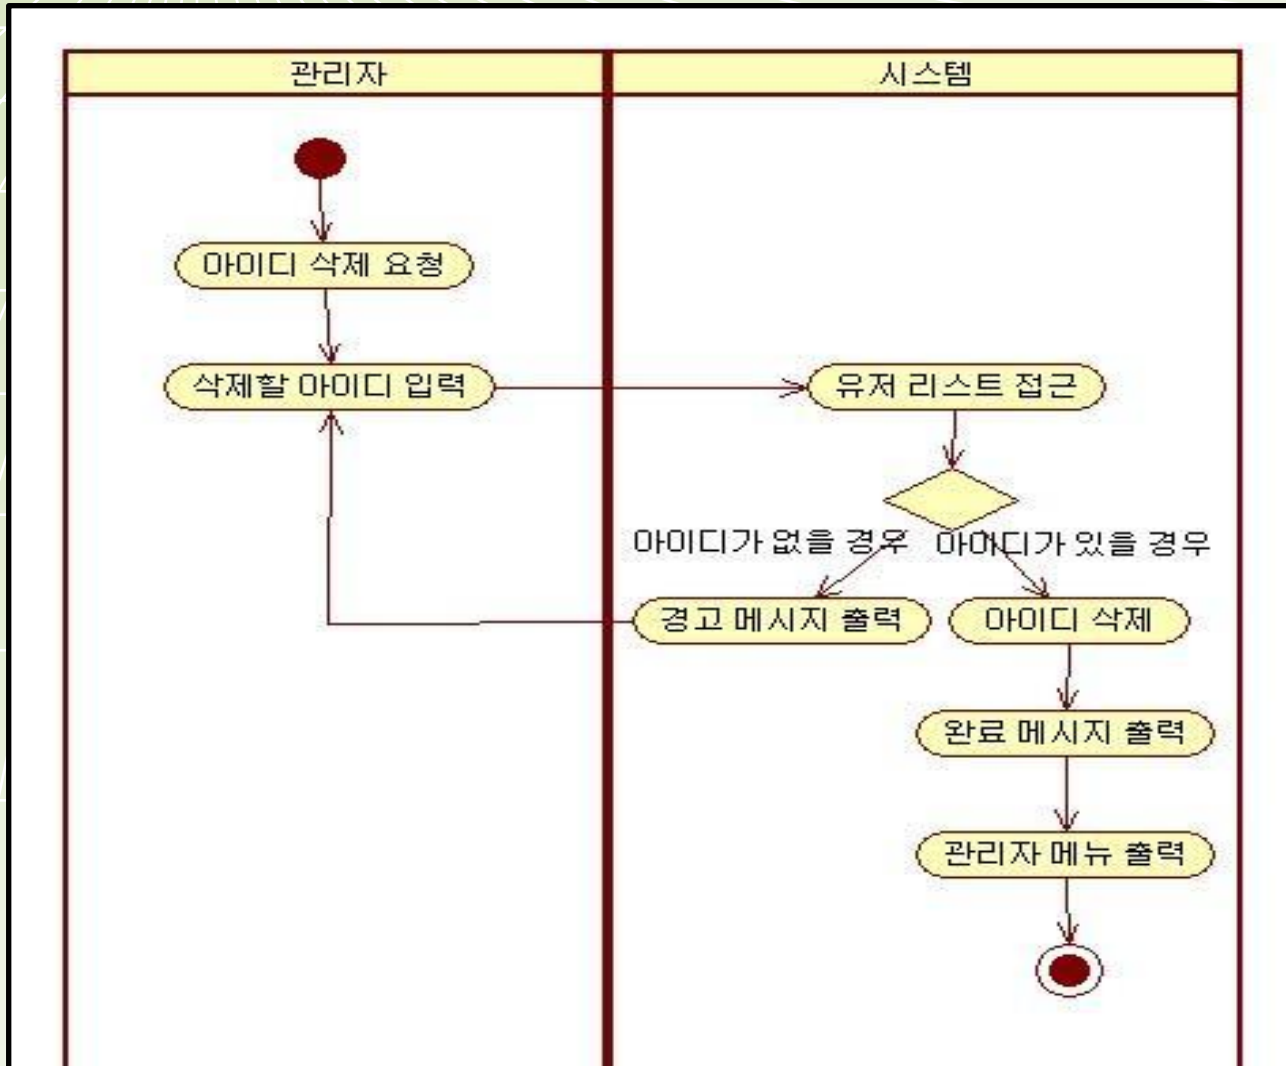 관리자
시스템
아이디 삭제 요청
삭제할 아이디 입력
유저 리스트 접근
아이디가 없을 경우
아이디가 있을 경우
경고 메시지 출력
아이디 삭제
완료 메시지 출력
관리자 메뉴 출력